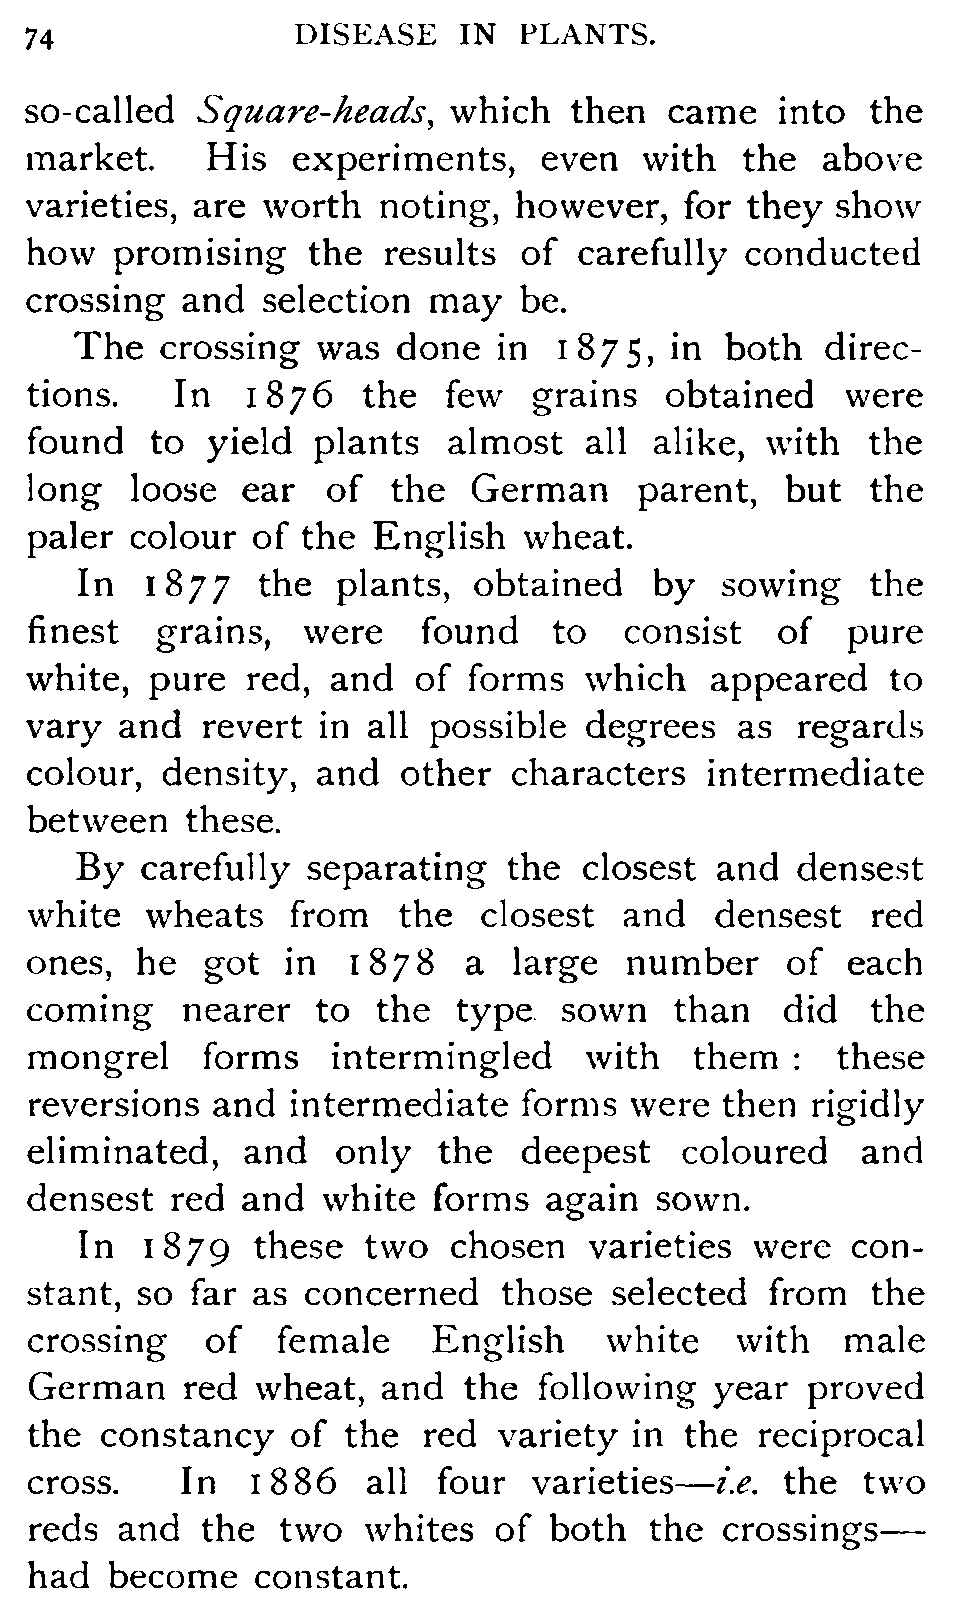 74 DISEASE IN PLANTS.
so-called Square-heads, which then came into the
market. His experiments, even with the above
varieties, are worth noting, however, for they show
how promising the results of carefully conducted
crossing and selection may be.
The crossing was done in 1875, in both direc-
tions. In 1876 the few grains obtained were
found to yield plants almost all alike, with the
long loose ear of the German parent, but the
paler colour of the English wheat.
In 1877 the plants, obtained by sowing the
finest grains, were found to consist of pure
white, pure red, and of forms which appeared to
vary and revert in all possible degrees as regards
colour, density, and other characters intermediate
between these.
By carefully separating the closest and densest
white wheats from the closest and densest red
ones, he got in 1878 a large number of each
coming nearer to the type sown than did the
mongrel forms intermingled with them : these
reversions and intermediate forms were then rigidly
eliminated, and only the deepest coloured and
densest red and white forms again sown.
In 1879 these two chosen varieties were con-
stant, so far as concerned those selected from the
crossing of female English white with male
German red wheat, and the following year proved
the constancy of the red variety in the reciprocal
cross. In 1886 all four varieties—i.e. the two
reds and the two whites of both the crossings—
had become constant.